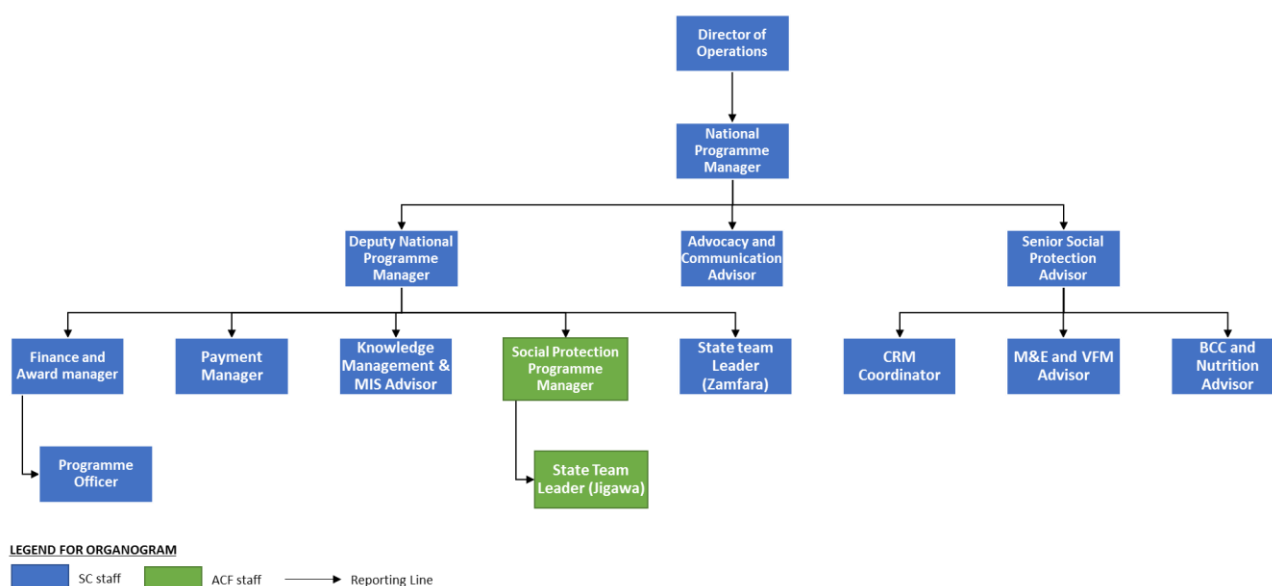 Director of
Operations
National
Programme
Manager
Deputy National
Programme
Manager
Advocacy and
Communication
Advisor
Senior Social
Protection
Advisor
Finance and
Award manager
Payment
Manager
Knowledge
Management &
MIS Advisor
Social Protection
Programme
Manager
State team
Leader
(Zamfara)
CRM
Coordinator
M&E and VFM
Advisor
BCC and
Nutrition
Advisor
Programme
Officer
State Team
Leader (Jigawa)
LEGEND FOR ORGANOGRAM
SC staff
ACF staff
Reporting Line